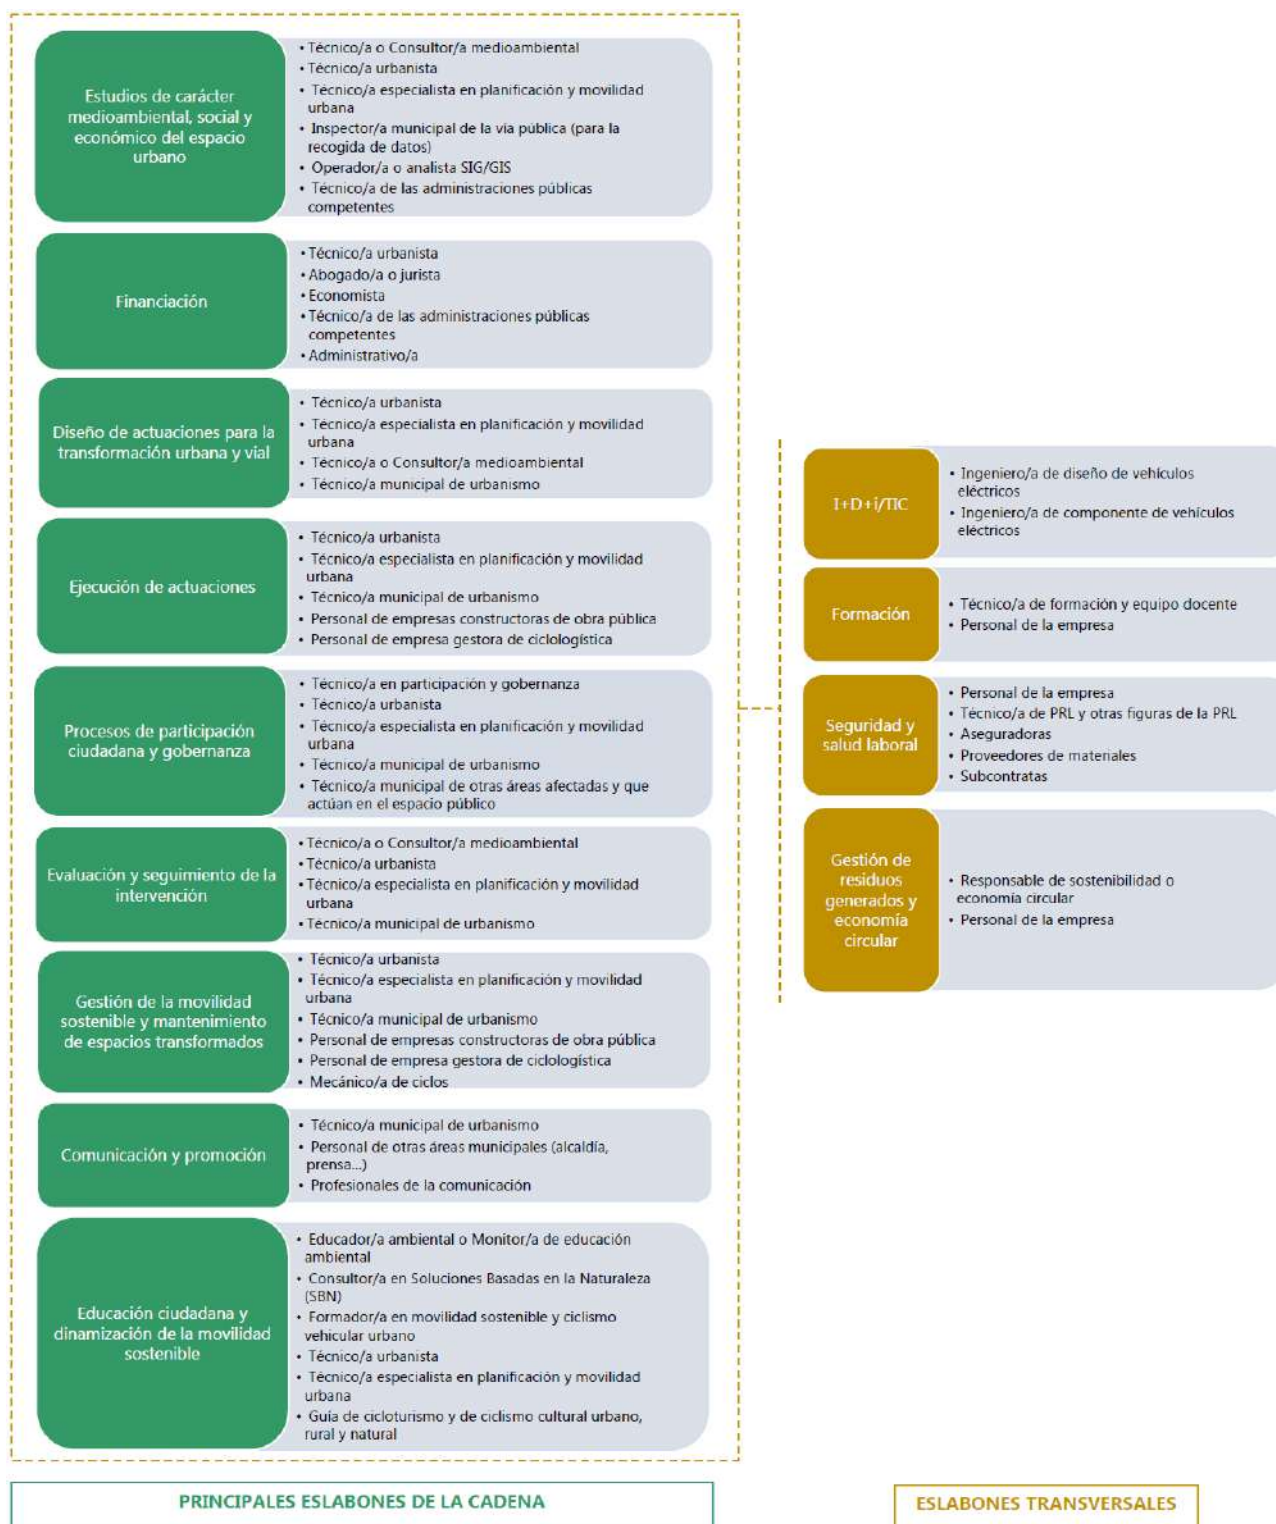 Estudios de carácter
medioambiental, social y
económico del espacio
urbano
• Técnico/a o Consultor/a medioambiental
• Técnico/a urbanista
• Técnico/a especialista en planificación y movilidad
urbana
• Inspector/a municipal de la vía pública (para la
recogida de datos)
• Operador/a o analista SIG/GIS
• Técnico/a de las administraciones públicas
competentes
Financiación
• Técnico/a urbanista
• Abogado/a o jurista
• Economista
• Técnico/a de las administraciones públicas
competentes
• Administrativo/a
Diseño de actuaciones para la
transformación urbana y vial
• Técnico/a urbanista
• Técnico/a especialista en planificación y movilidad
urbana
• Técnico/a o Consultor/a medioambiental
• Técnico/a municipal de urbanismo
Ejecución de actuaciones
• Técnico/a urbanista
• Técnico/a especialista en planificación y movilidad
urbana
• Técnico/a municipal de urbanismo
• Personal de empresas constructoras de obra pública
• Personal de empresa gestora de ciclologística
Procesos de participación
ciudadana y gobernanza
• Técnico/a en participación y gobernanza
• Técnico/a urbanista
• Técnico/a especialista en planificación y movilidad
urbana
• Técnico/a municipal de urbanismo
• Técnico/a municipal de otras áreas afectadas y que
actúan en el espacio público
Evaluación y seguimiento de la
intervención
• Técnico/a o Consultor/a medioambiental
• Técnico/a urbanista
• Técnico/a especialista en planificación y movilidad
urbana
• Técnico/a municipal de urbanismo
Gestión de la movilidad
sostenible y mantenimiento
de espacios transformados
• Técnico/a urbanista
• Técnico/a especialista en planificación y movilidad
urbana
• Técnico/a municipal de urbanismo
• Personal de empresas constructoras de obra pública
• Personal de empresa gestora de ciclologística
• Mecánico/a de ciclos
Comunicación y promoción
• Técnico/a municipal de urbanismo
• Personal de otras áreas municipales (alcaldía,
prensa...)
• Profesionales de la comunicación
Educación ciudadana y
dinamización de la movilidad
sostenible
• Educador/a ambiental o Monitor/a de educación
ambiental
• Consultor/a en Soluciones Basadas en la Naturaleza
(SBN)
• Formador/a en movilidad sostenible y ciclismo
vehicular urbano
• Técnico/a urbanista
• Técnico/a especialista en planificación y movilidad
urbana
• Guía de cicloturismo y de ciclismo cultural urbano,
rural y natural
PRINCIPALES ESLABONES DE LA CADENA
I+D+i/TIC
• Ingeniero/a de diseño de vehículos
eléctricos
• Ingeniero/a de componente de vehículos
eléctricos
Formación
• Técnico/a de formación y equipo docente
• Personal de la empresa
Seguridad y
salud laboral
• Personal de la empresa
• Técnico/a de PRL y otras figuras de la PRL
• Aseguradoras
• Proveedores de materiales
• Subcontratas
Gestión de
residuos
generados y
economía
circular
• Responsable de sostenibilidad o
economía circular
• Personal de la empresa
ESLABONES TRANSVERSALES